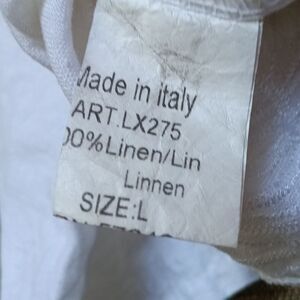 Made in italy
ART.LX275
00%Linen/Lin
Linnen
SIZE:L